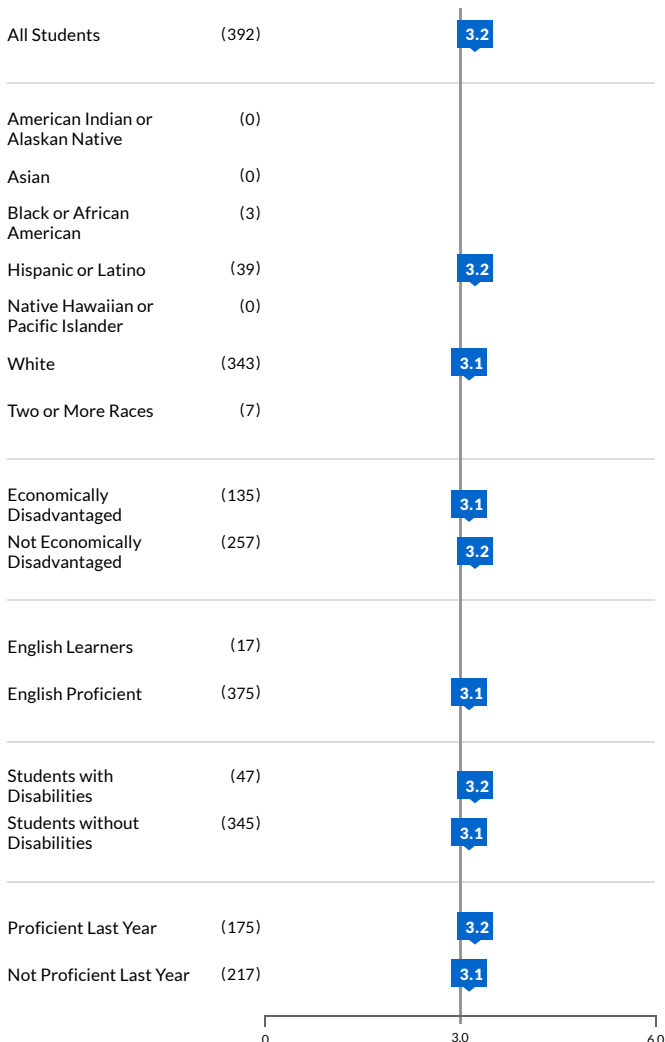 All Students (392) 3.2
American Indian or (0)
Alaskan Native
Asian (0)
Black or African (3)
American
Hispanic or Latino (39) 3.2
Native Hawaiian or (0)
Pacific Islander
White (343) 3.1
Two or More Races (7)
Economically (135) 3.1
Disadvantaged
Not Economically (257) 3.2
Disadvantaged
English Learners (17)
English Proficient (375) 3.1
Students with (47) 3.2
Disabilities
Students without (345) 3.1
Disabilities
Proficient Last Year (175) 3.2
Not Proficient Last Year (217) 3.1
0 3.0 6.0